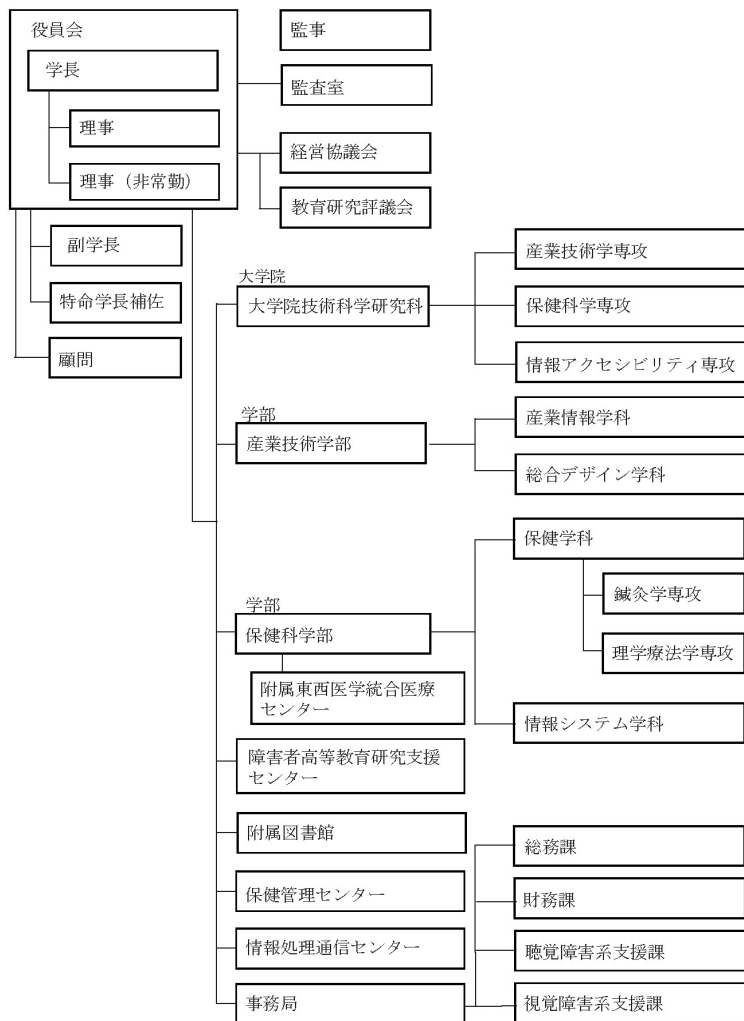 役員会
学長
理事
理事（非常勤）
監事
監査室
経営協議会
教育研究評議会
副学長
特命学長補佐
顧問
大学院
大学院技術科学研究科
産業技術学専攻
保健科学専攻
情報アクセシビリティ専攻
学部
産業技術学部
産業情報学科
総合デザイン学科
学部
保健科学部
保健学科
鍼灸学専攻
理学療法学専攻
附属東西医学統合医療
センター
情報システム学科
障害者高等教育研究支援
センター
附属図書館
保健管理センター
情報処理通信センター
事務局
総務課
財務課
聴覚障害系支援課
視覚障害系支援課